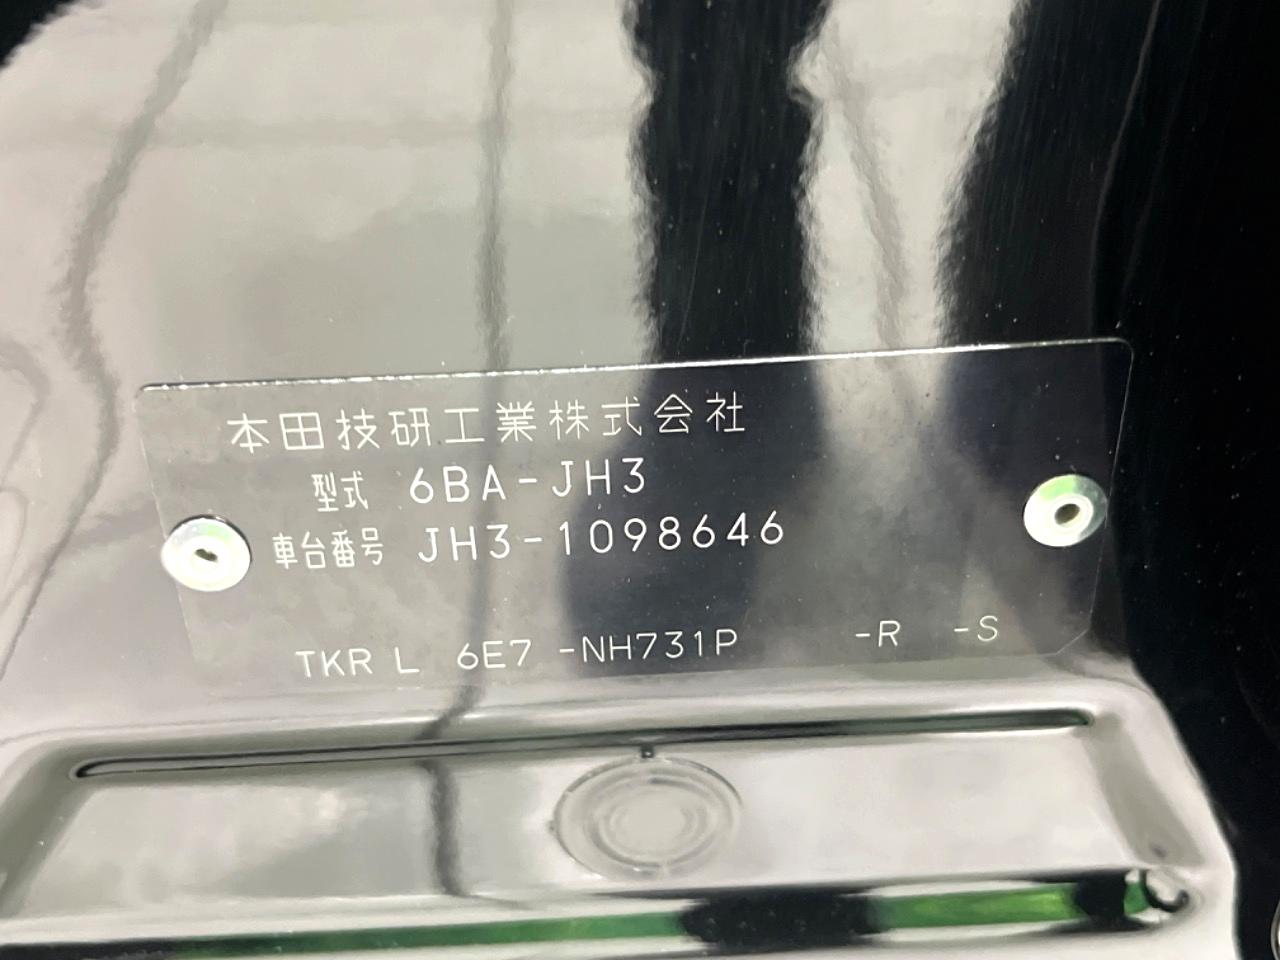 本田技研工業株式会社
型式 6BA-JH3
車台番号 JH3-1098646
TKR L 6E7 -NH731P -R -S